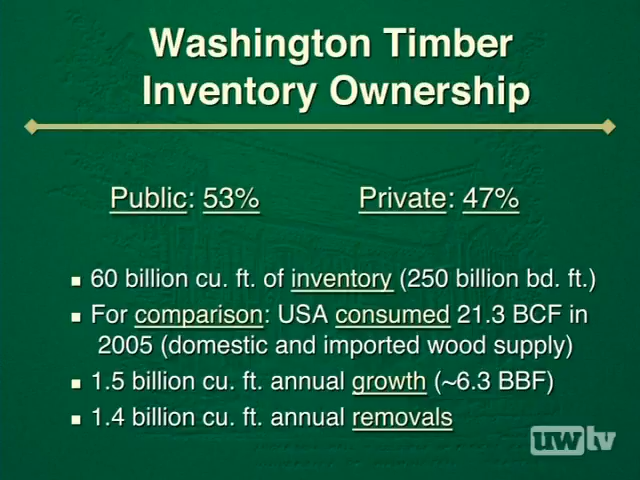 Washington Timber
Inventory Ownership
Public: 53% Private: 47%
60 billion cu. ft. of inventory (250 billion bd. ft.)
For comparison: USA consumed 21.3 BCF in
2005 (domestic and imported wood supply)
1.5 billion cu. ft. annual growth (~6.3 BBF)
1.4 billion cu. ft. annual removals
uwtv